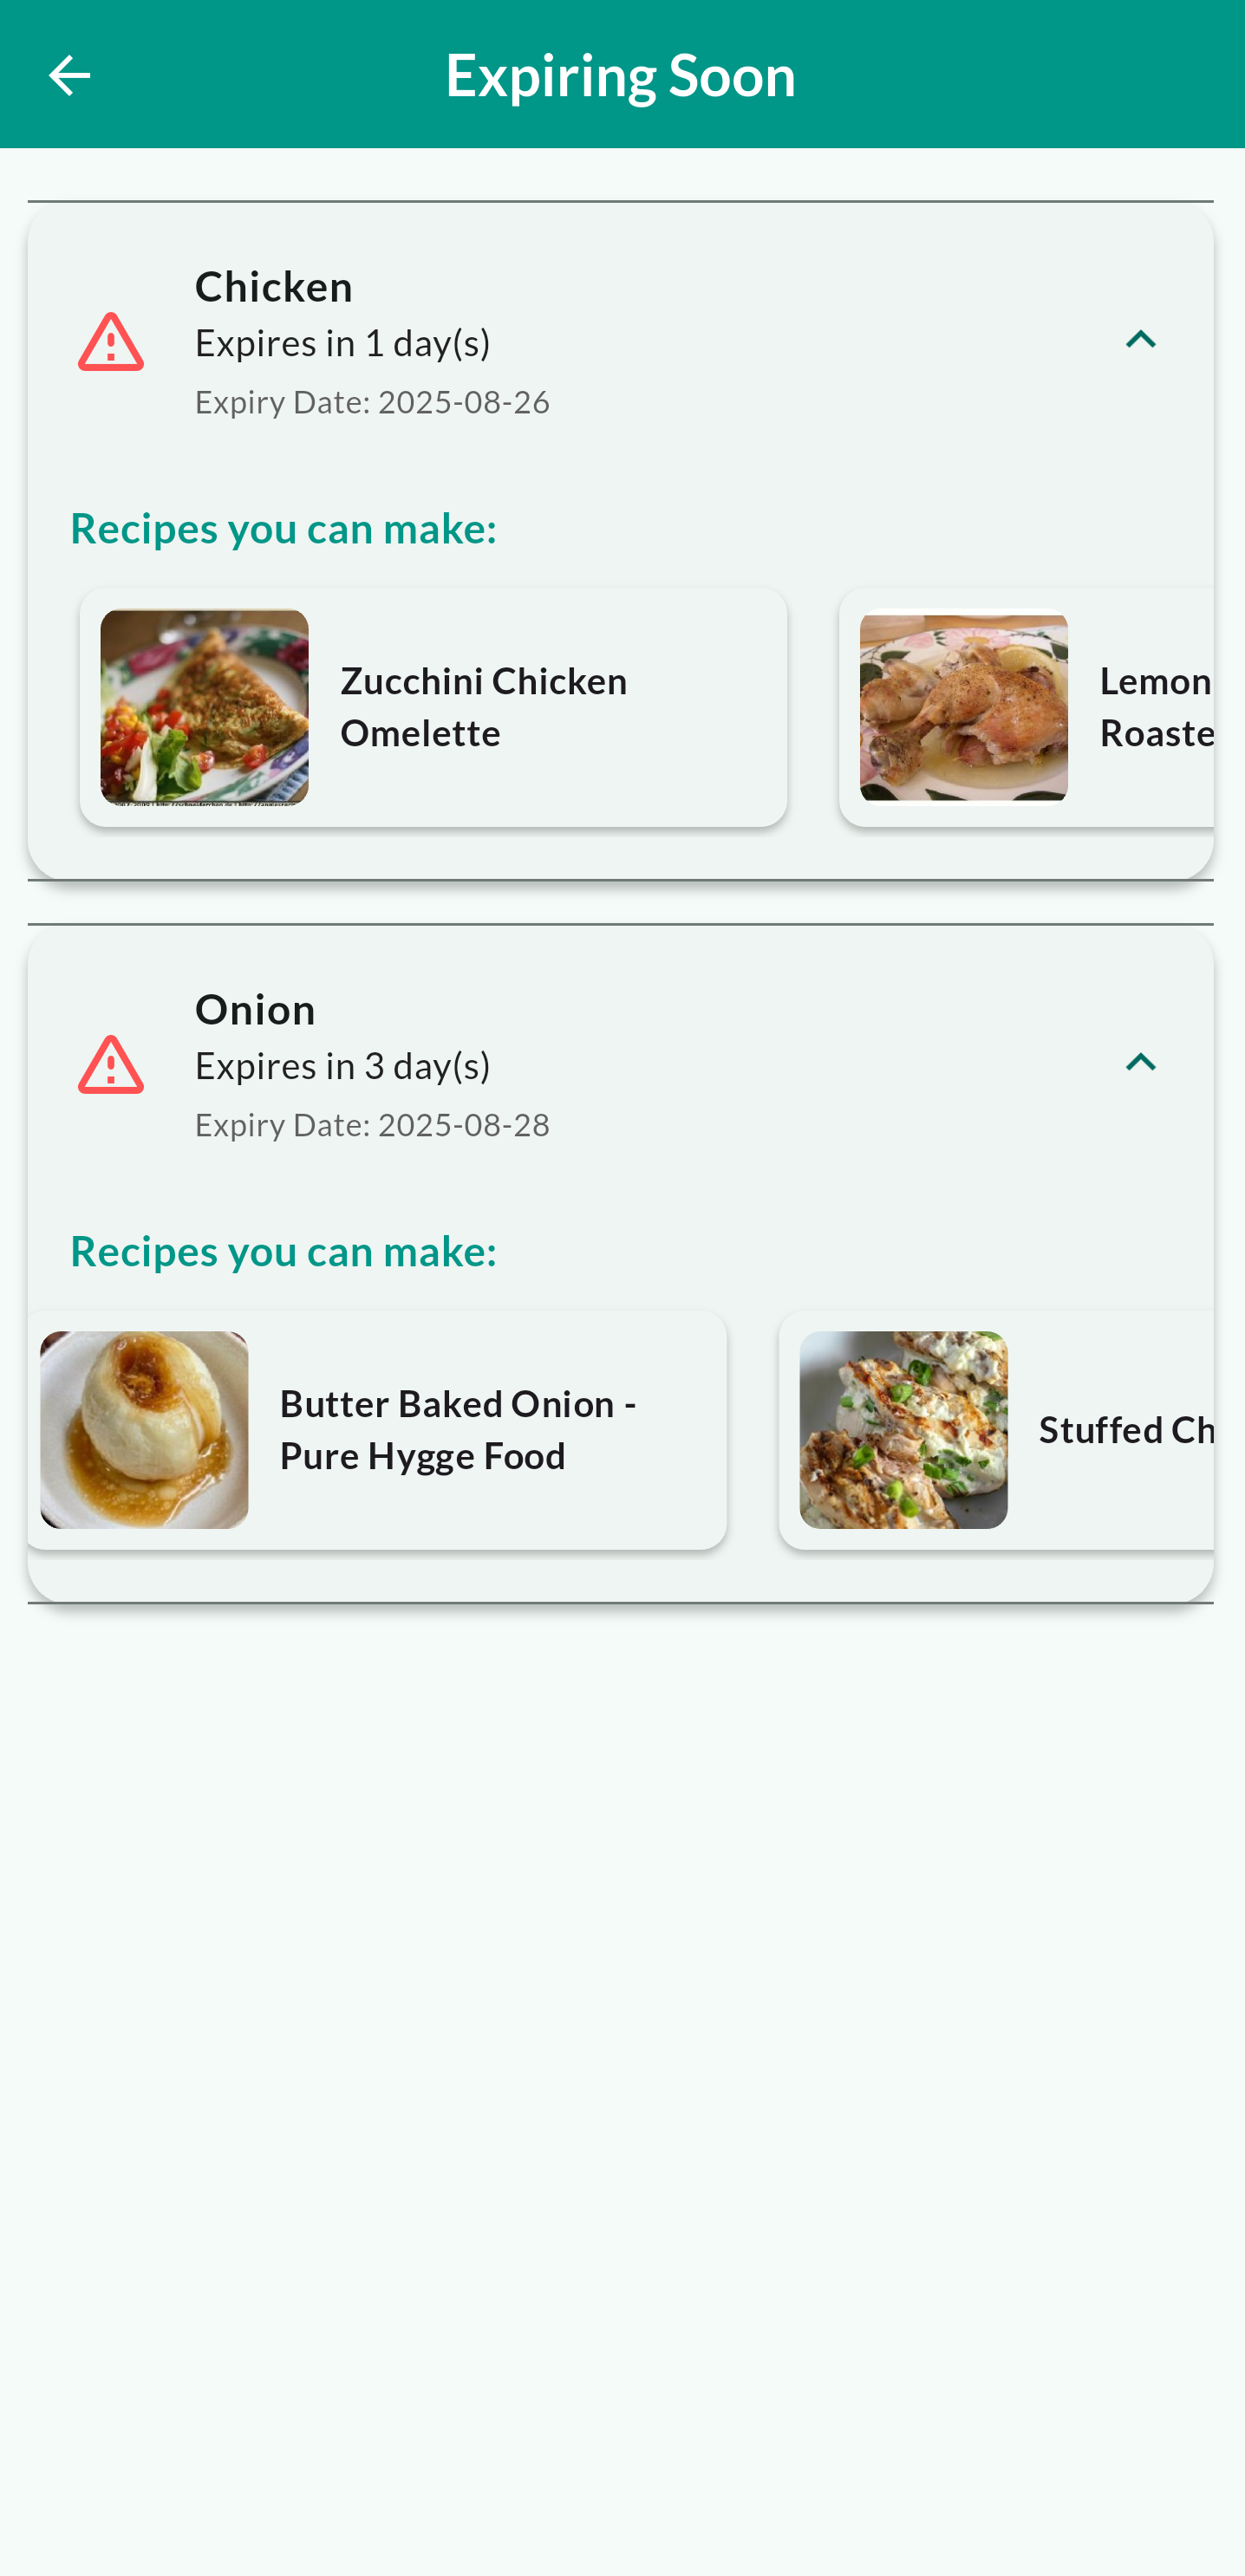 Expiring Soon
Chicken
Expires in 1 day(s)
Expiry Date: 2025-08-26
Recipes you can make:
Zucchini Chicken
Omelette
Lemon
Roaste
Onion
Expires in 3 day(s)
Expiry Date: 2025-08-28
Recipes you can make:
Butter Baked Onion -
Pure Hygge Food
Stuffed Ch